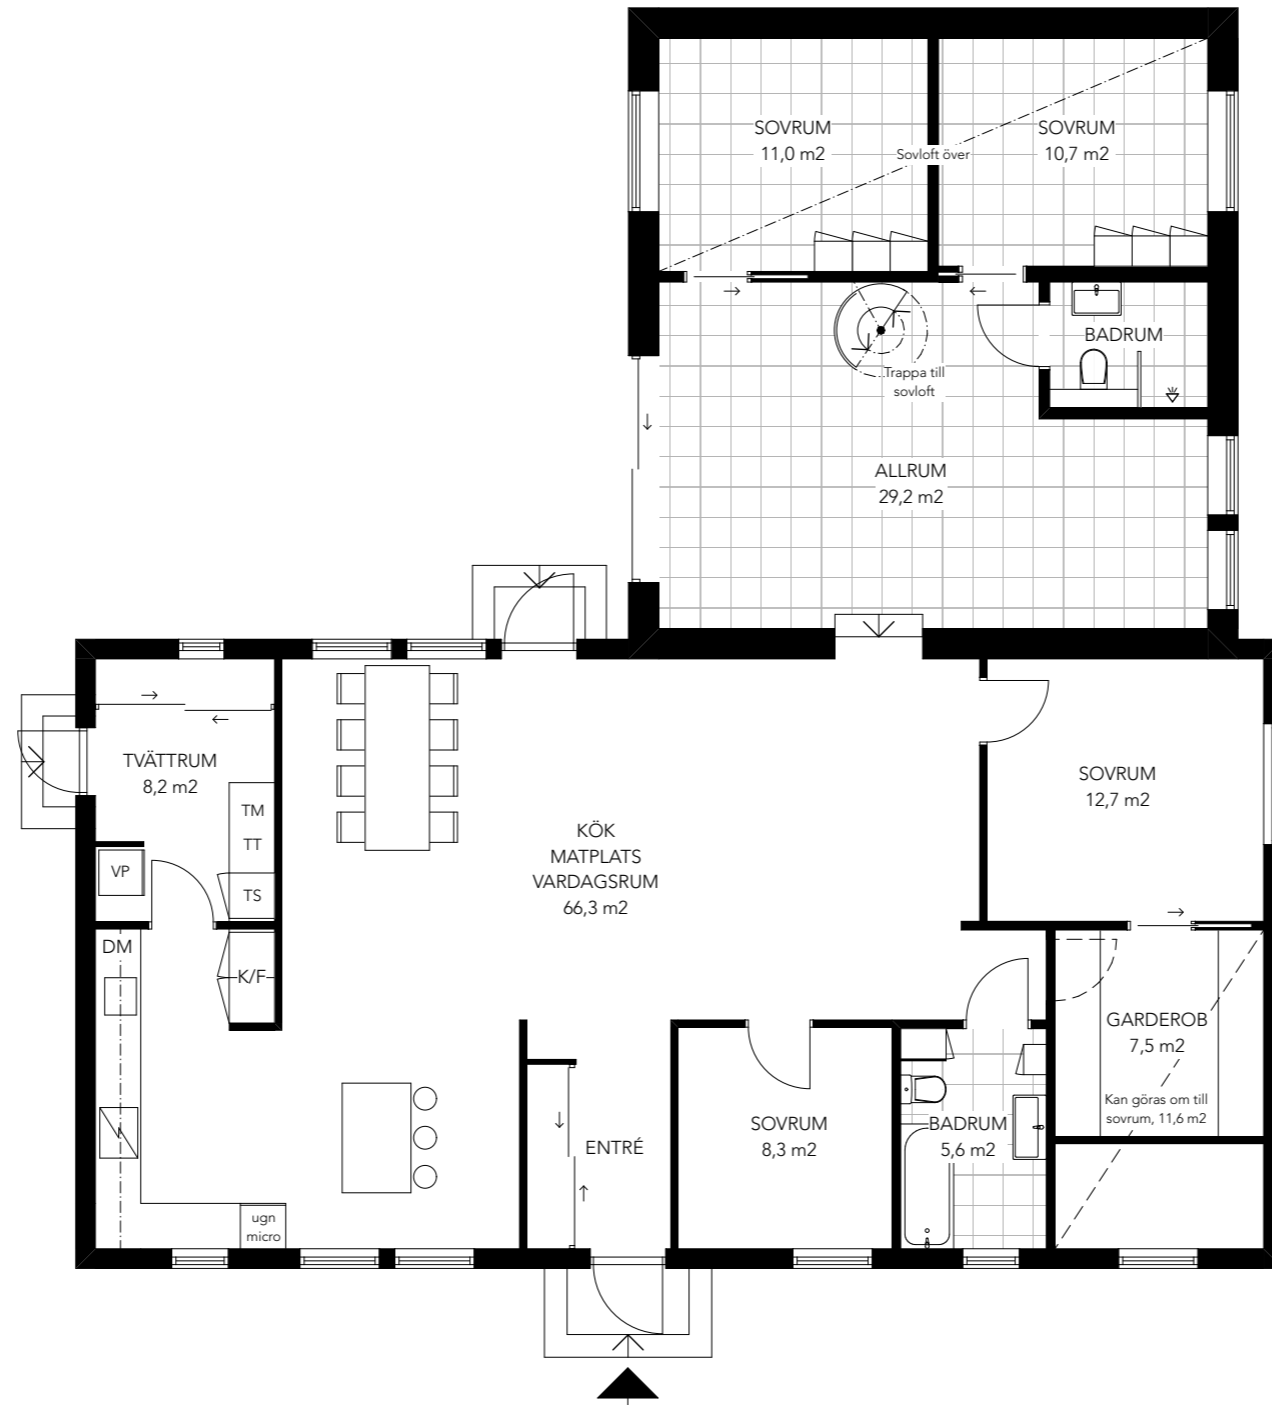 SOVRUM
11,0 m2
SOVRUM
10,7 m2
Sovloft över
BADRUM
Trappa till
sovloft
ALLRUM
29,2 m2
TVÄTTRUM
8,2 m2
TM
TT
TS
VP
DM
K/F
KÖK
MATPLATS
VARDAGSRUM
66,3 m2
SOVRUM
12,7 m2
GARDEROB
7,5 m2
Kan göras om till
sovrum, 11,6 m2
SOVRUM
8,3 m2
BADRUM
5,6 m2
ENTRÉ
ugn
micro